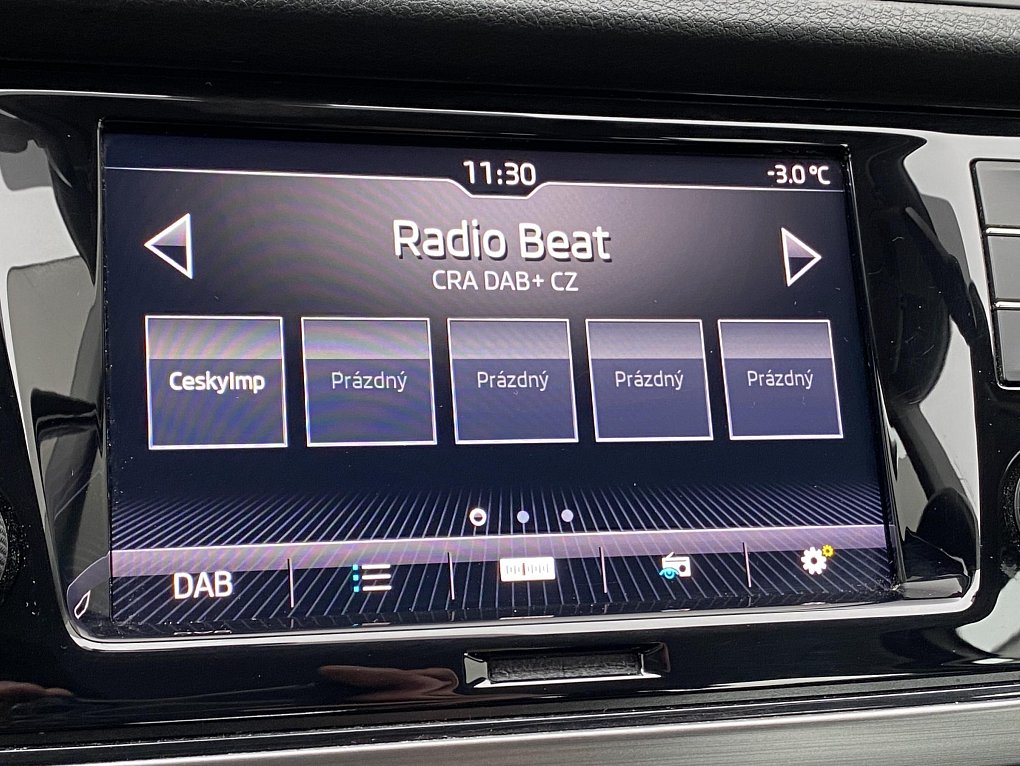 11:30
-3.0 °C
Radio Beat
CRA DAB+ CZ
CeskyImp
Prázdný
Prázdný
Prázdný
Prázdný
DAB